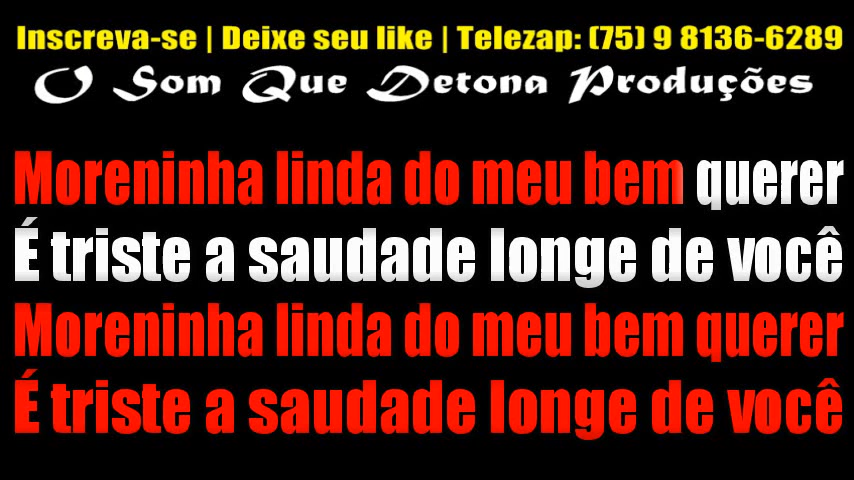 Inscreva-se | Deixe seu like | Telezap: (75) 9 8136-6289
O Som Que Detona Produções
Moreninha linda do meu bem querer
É triste a saudade longe de você
Moreninha linda do meu bem querer
É triste a saudade longe de você